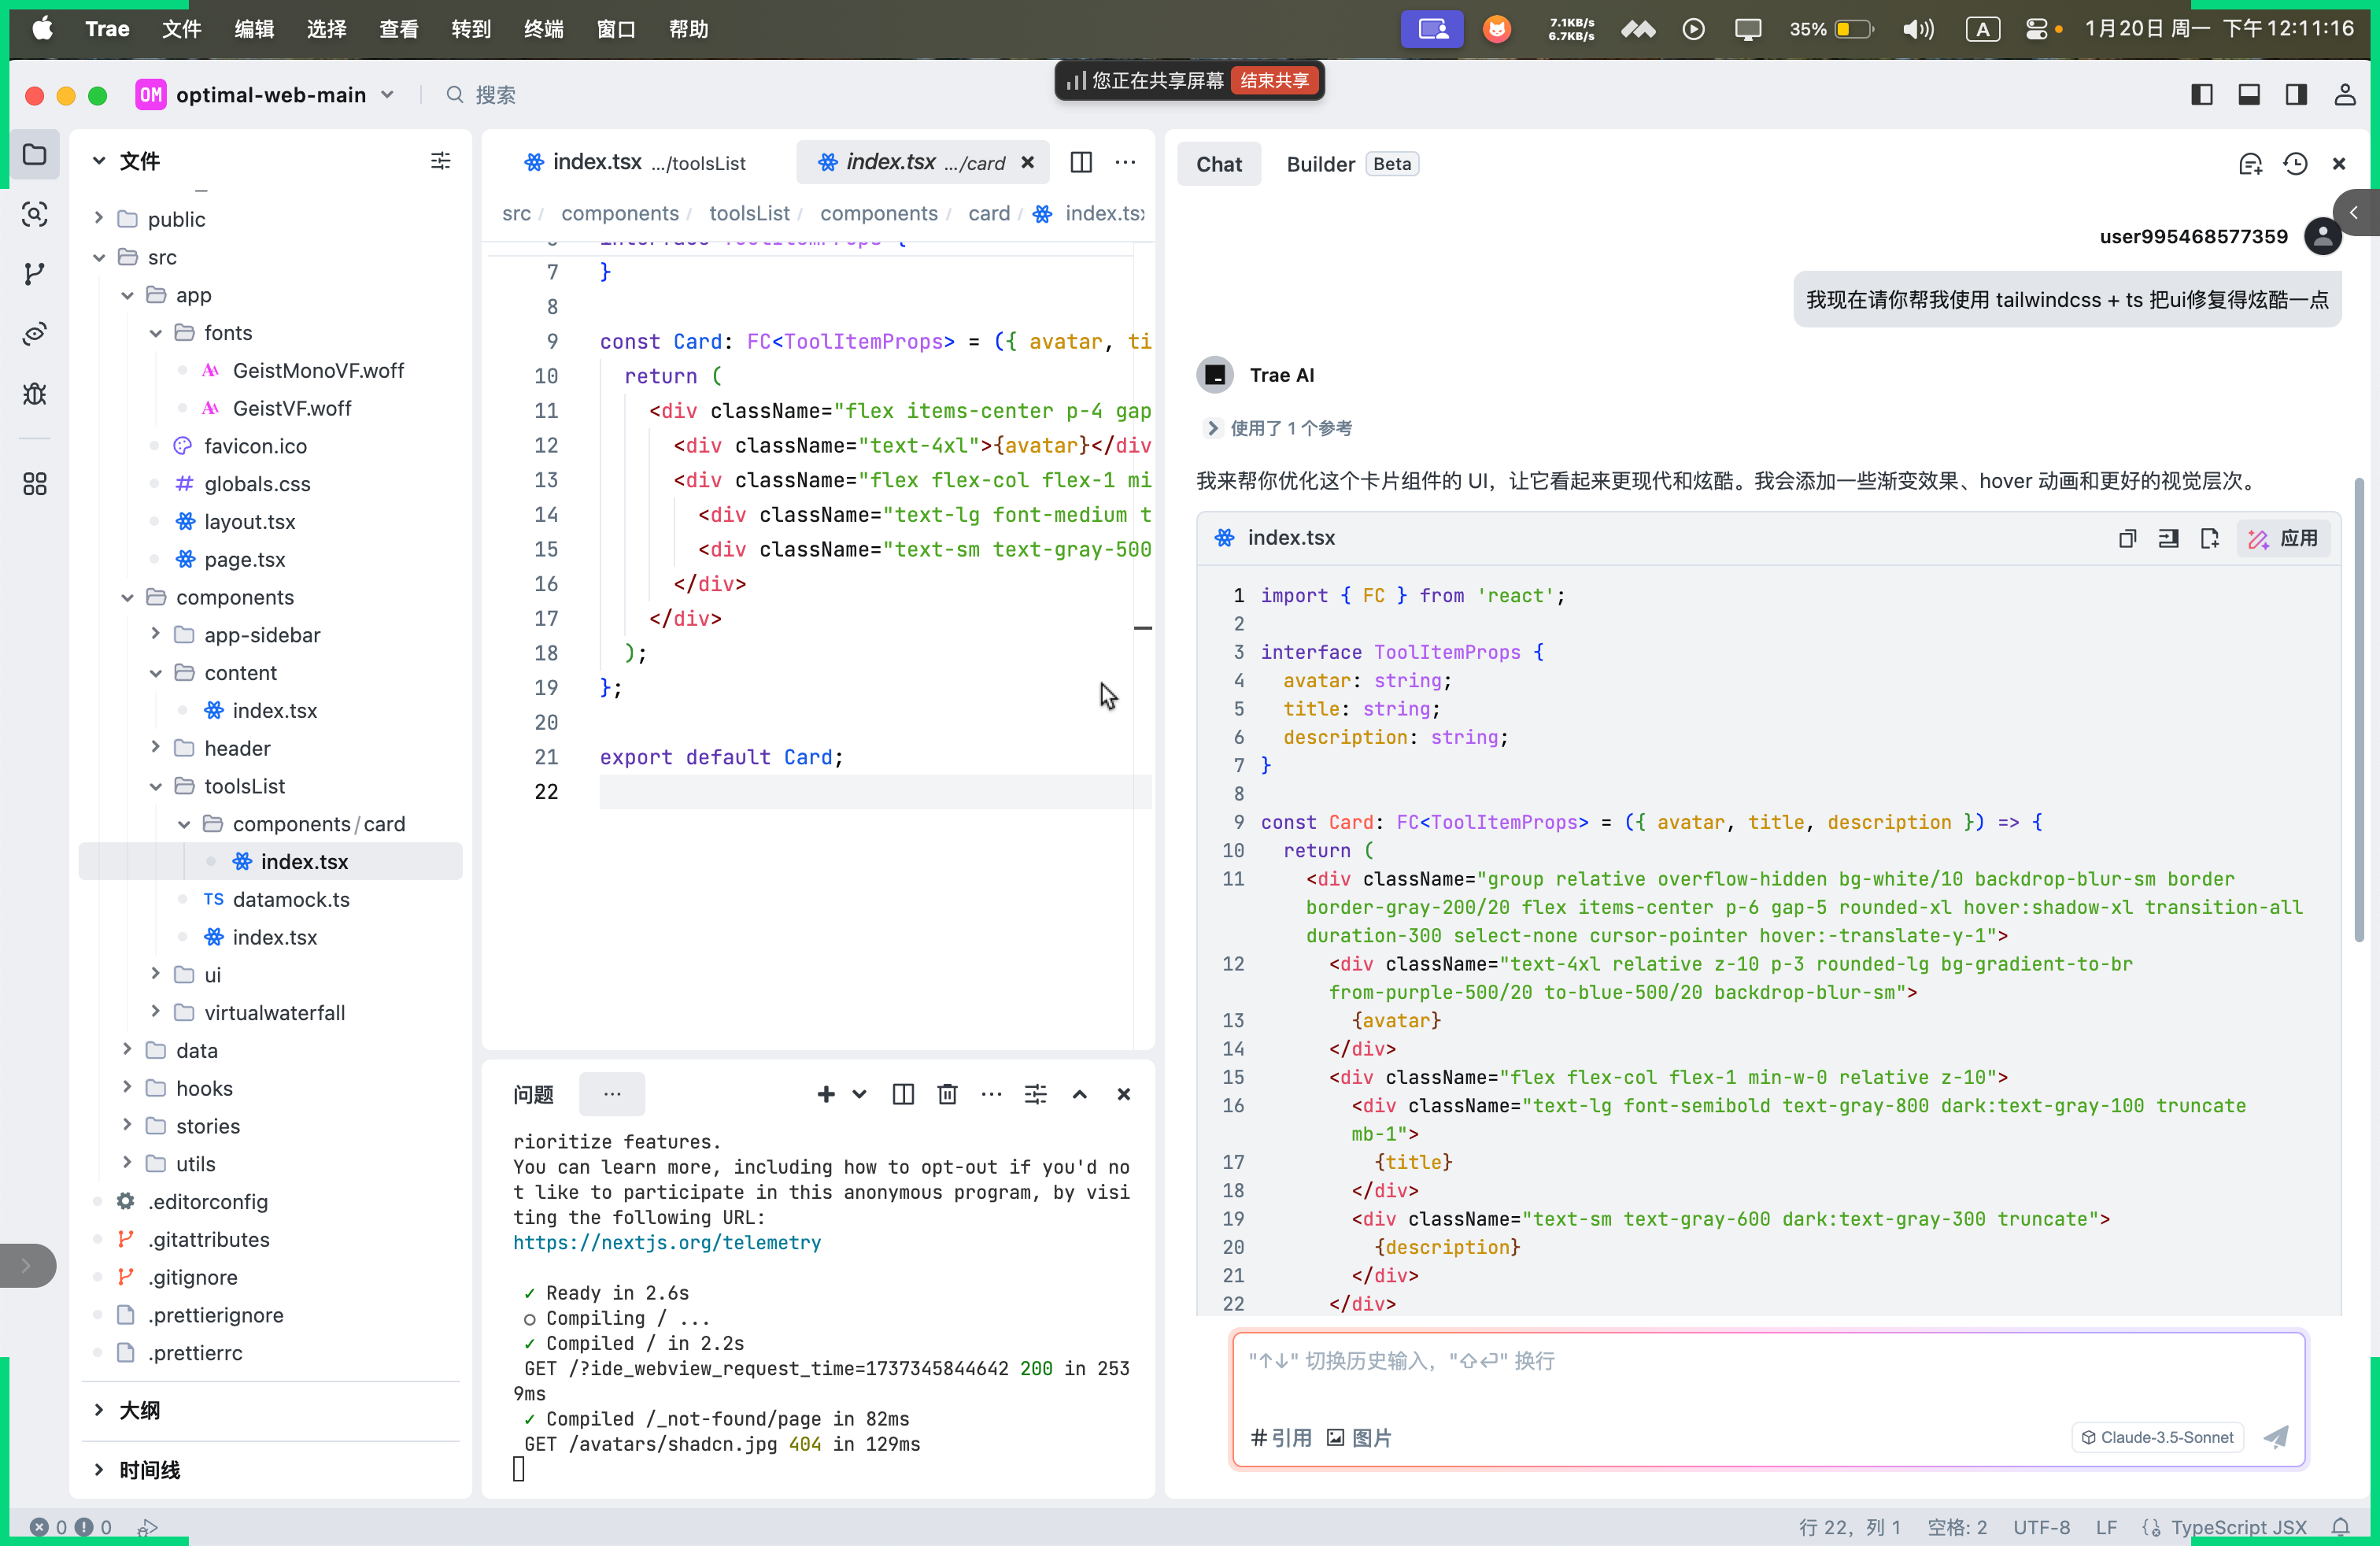 Trae 文件 编辑 选择 查看 转到 终端 窗口 帮助
7.1KB/s
6.7KB/s
35%
A
1月20日 周一 下午 12:11:16
您正在共享屏幕 结束共享
OM optimal-web-main
搜索
文件
public
src
app
fonts
GeistMonoVF.woff
GeistVF.woff
favicon.ico
globals.css
layout.tsx
page.tsx
components
app-sidebar
content
index.tsx
header
toolsList
components/card
index.tsx
TS datamock.ts
index.tsx
ui
virtualwaterfall
data
hooks
stories
utils
.editorconfig
.gitattributes
.gitignore
.prettierignore
.prettierrc
大纲
时间线
index.tsx .../toolsList
index.tsx .../card
src / components / toolsList / components / card / index.tsx
interface ToolItemProps {
7 }
8
9 const Card: FC<ToolItemProps> = ({ avatar, ti
10 return (
11 <div className="flex items-center p-4 gap
12 <div className="text-4xl">{avatar}</div
13 <div className="flex flex-col flex-1 mi
14 <div className="text-lg font-medium t
15 <div className="text-sm text-gray-500
16 </div>
17 </div>
18 );
19 };
20
21 export default Card;
22
问题 ...
rioritize features.
You can learn more, including how to opt-out if you'd no
t like to participate in this anonymous program, by visi
ting the following URL:
https://nextjs.org/telemetry
✓ Ready in 2.6s
○ Compiling / ...
✓ Compiled / in 2.2s
GET /?ide_webview_request_time=1737345844642 200 in 253
9ms
✓ Compiled /_not-found/page in 82ms
GET /avatars/shadcn.jpg 404 in 129ms
Chat Builder Beta
user995468577359
我现在请你帮我使用 tailwindcss + ts 把ui修复得炫酷一点
Trae AI
使用了 1 个参考
我来帮你优化这个卡片组件的 UI，让它看起来更现代和炫酷。我会添加一些渐变效果、hover 动画和更好的视觉层次。
index.tsx 应用
1 import { FC } from 'react';
2
3 interface ToolItemProps {
4 avatar: string;
5 title: string;
6 description: string;
7 }
8
9 const Card: FC<ToolItemProps> = ({ avatar, title, description }) => {
10 return (
11 <div className="group relative overflow-hidden bg-white/10 backdrop-blur-sm border
border-gray-200/20 flex items-center p-6 gap-5 rounded-xl hover:shadow-xl transition-all
duration-300 select-none cursor-pointer hover:-translate-y-1">
12 <div className="text-4xl relative z-10 p-3 rounded-lg bg-gradient-to-br
from-purple-500/20 to-blue-500/20 backdrop-blur-sm">
13 {avatar}
14 </div>
15 <div className="flex flex-col flex-1 min-w-0 relative z-10">
16 <div className="text-lg font-semibold text-gray-800 dark:text-gray-100 truncate
mb-1">
17 {title}
18 </div>
19 <div className="text-sm text-gray-600 dark:text-gray-300 truncate">
20 {description}
21 </div>
22 </div>
"↑↓" 切换历史输入，"⇧⏎" 换行
#引用 图片
Claude-3.5-Sonnet
0 0
行 22，列 1 空格: 2 UTF-8 LF TypeScript JSX